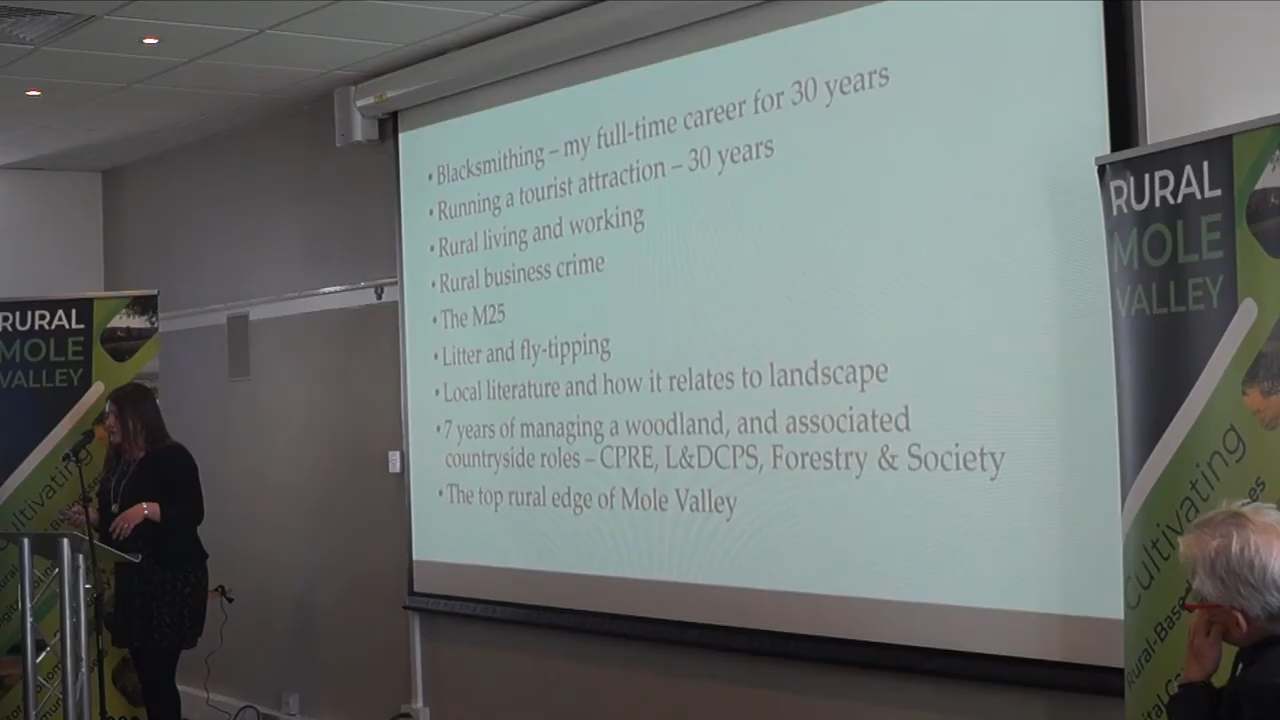 • Blacksmithing – my full-time career for 30 years
• Running a tourist attraction – 30 years
• Rural living and working
• Rural business crime
• The M25
• Litter and fly-tipping
• Local literature and how it relates to landscape
• 7 years of managing a woodland, and associated
countryside roles – CPRE, L&DCPS, Forestry & Society
• The top rural edge of Mole Valley
RURAL
MOLE
VALLEY
Cultivating
Rural-Based
RURAL
MOLE
VALLEY